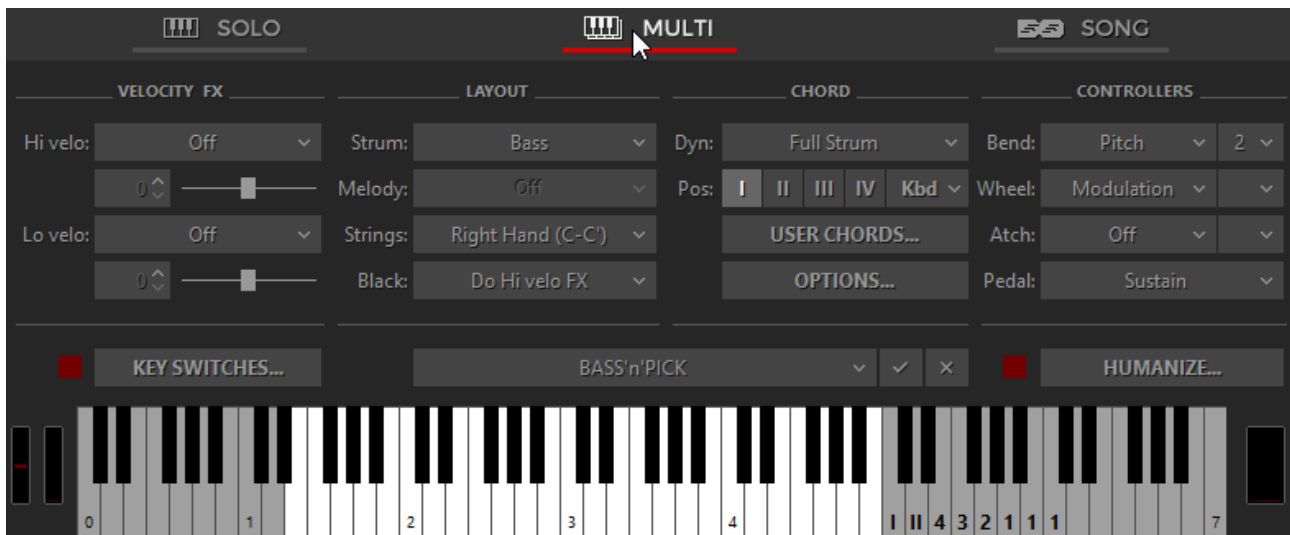 SOLO MULTI SONG
VELOCITY FX LAYOUT CHORD CONTROLLERS
Hi velo: Off Strum: Bass Dyn: Full Strum Bend: Pitch 2
0 Melody: Off Pos: I II III IV Kbd Wheel: Modulation
Lo velo: Off Strings: Right Hand (C-C') USER CHORDS... Atch: Off
0 Black: Do Hi velo FX OPTIONS... Pedal: Sustain
KEY SWITCHES... BASS'n'PICK HUMANIZE...
0 1 2 3 4 I II 4 3 2 1 1 1 7